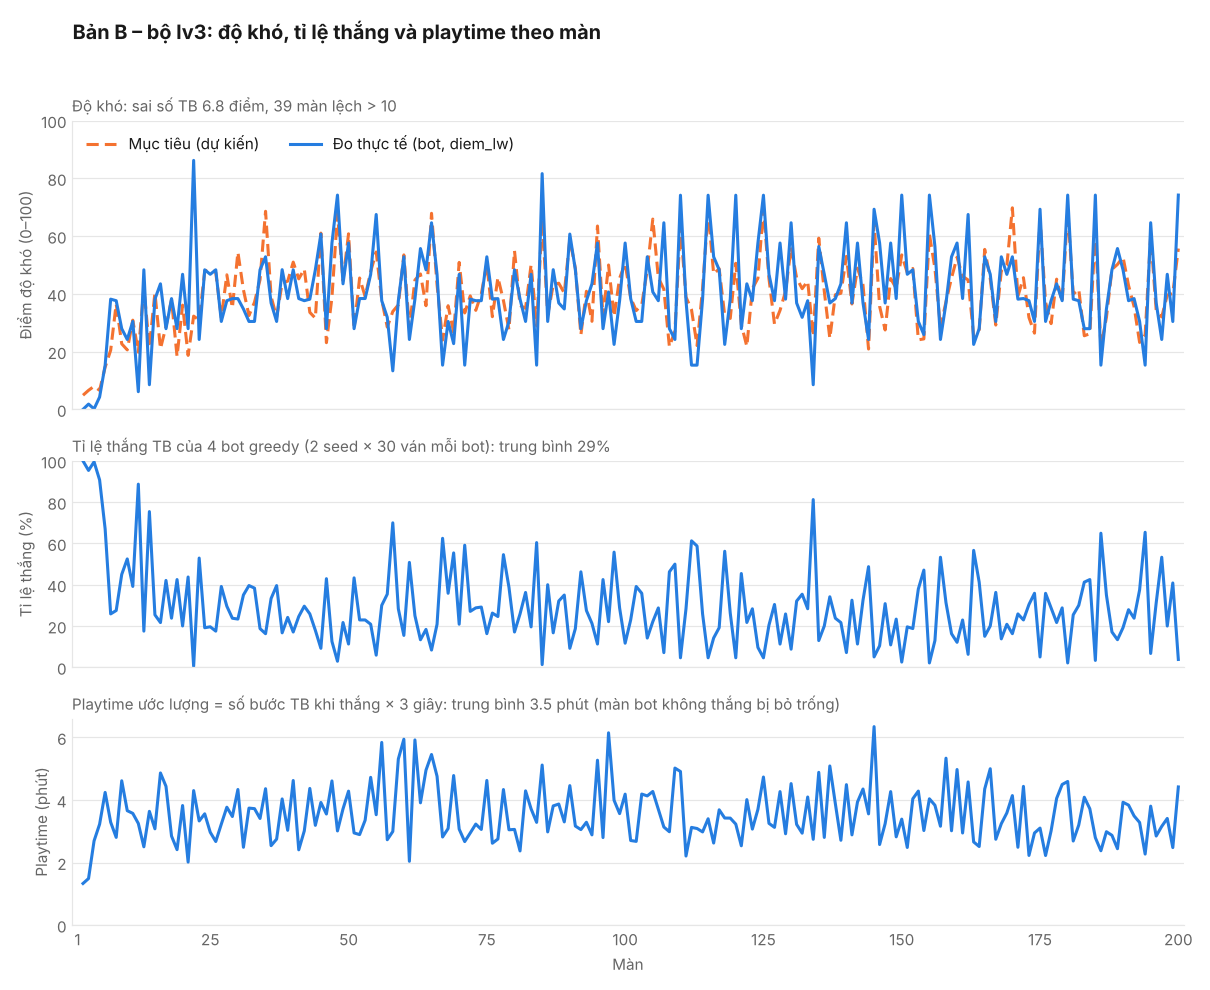 Bản B – bộ lv3: độ khó, tỉ lệ thắng và playtime theo màn
Độ khó: sai số TB 6.8 điểm, 39 màn lệch > 10
100
Mục tiêu (dự kiến)
Đo thực tế (bot, diem_lw)
80
60
40
20
0
Điểm độ khó (0–100)
Tỉ lệ thắng TB của 4 bot greedy (2 seed × 30 ván mỗi bot): trung bình 29%
100
80
60
40
20
0
Tỉ lệ thắng (%)
Playtime ước lượng = số bước TB khi thắng × 3 giây: trung bình 3.5 phút (màn bot không thắng bị bỏ trống)
6
4
2
0
Playtime (phút)
1 25 50 75 100 125 150 175 200
Màn